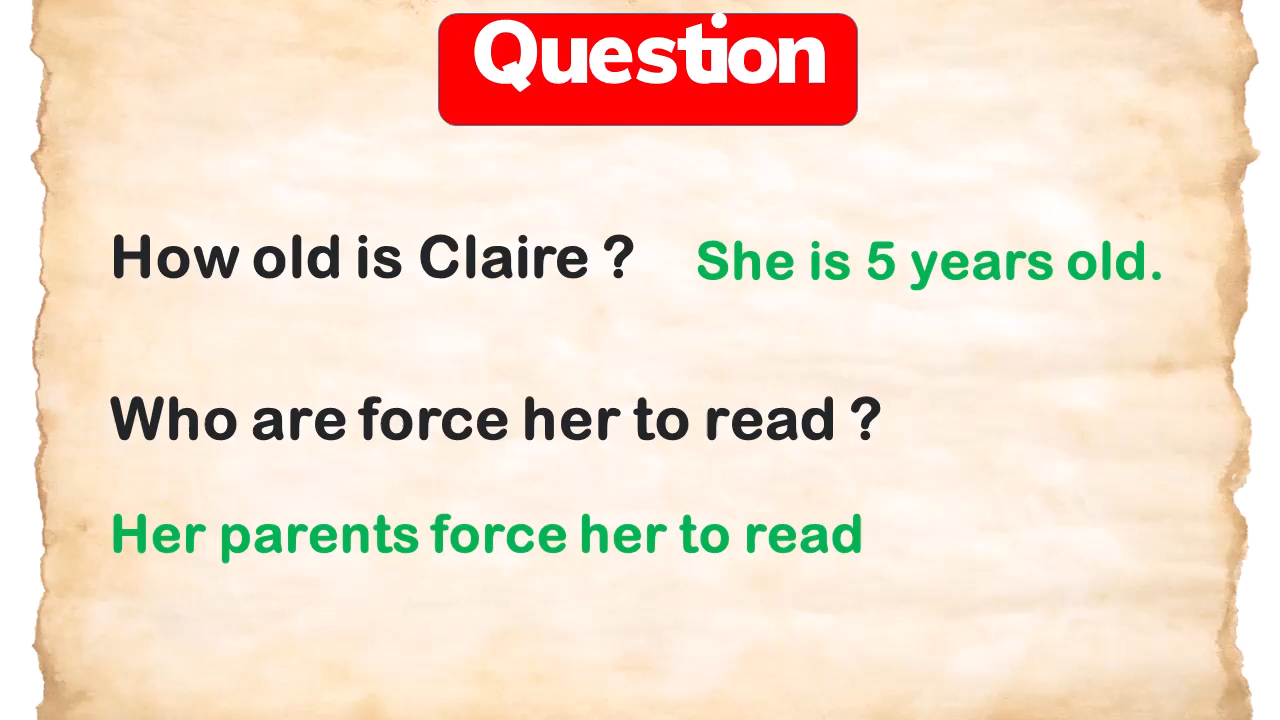 Question
How old is Claire ? She is 5 years old.
Who are force her to read ?
Her parents force her to read